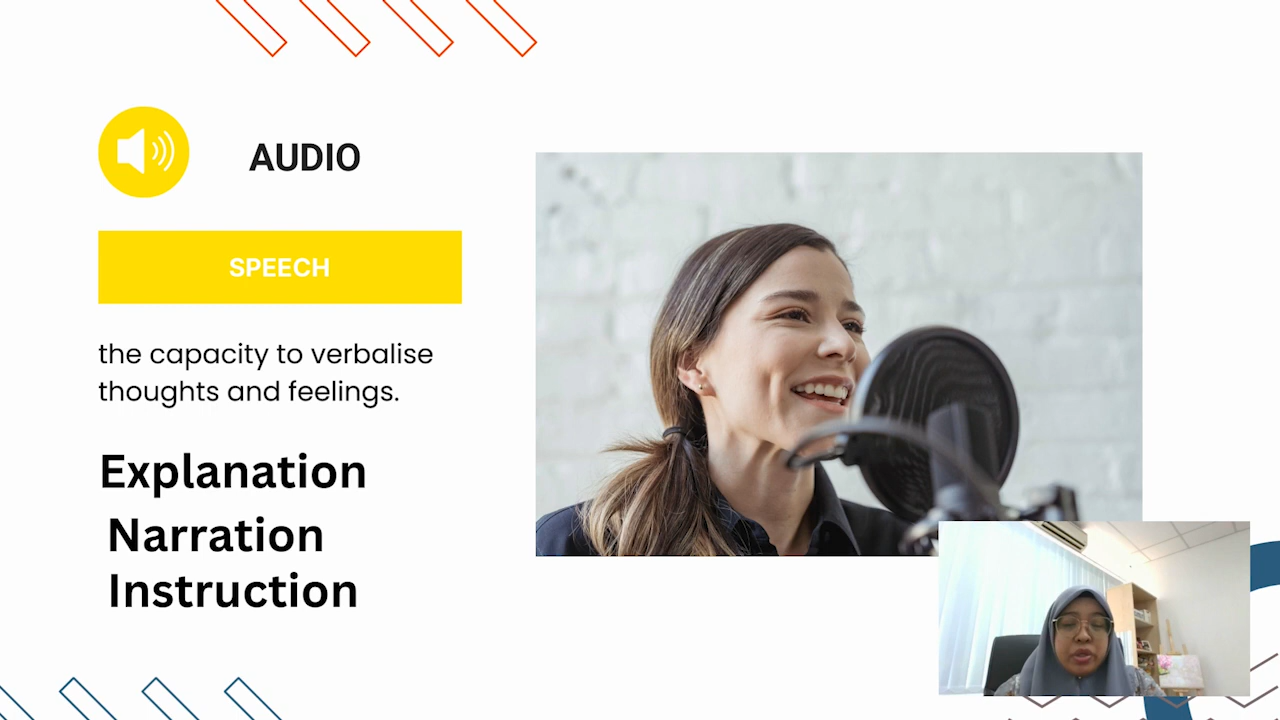 AUDIO
SPEECH
the capacity to verbalise
thoughts and feelings.
Explanation
Narration
Instruction